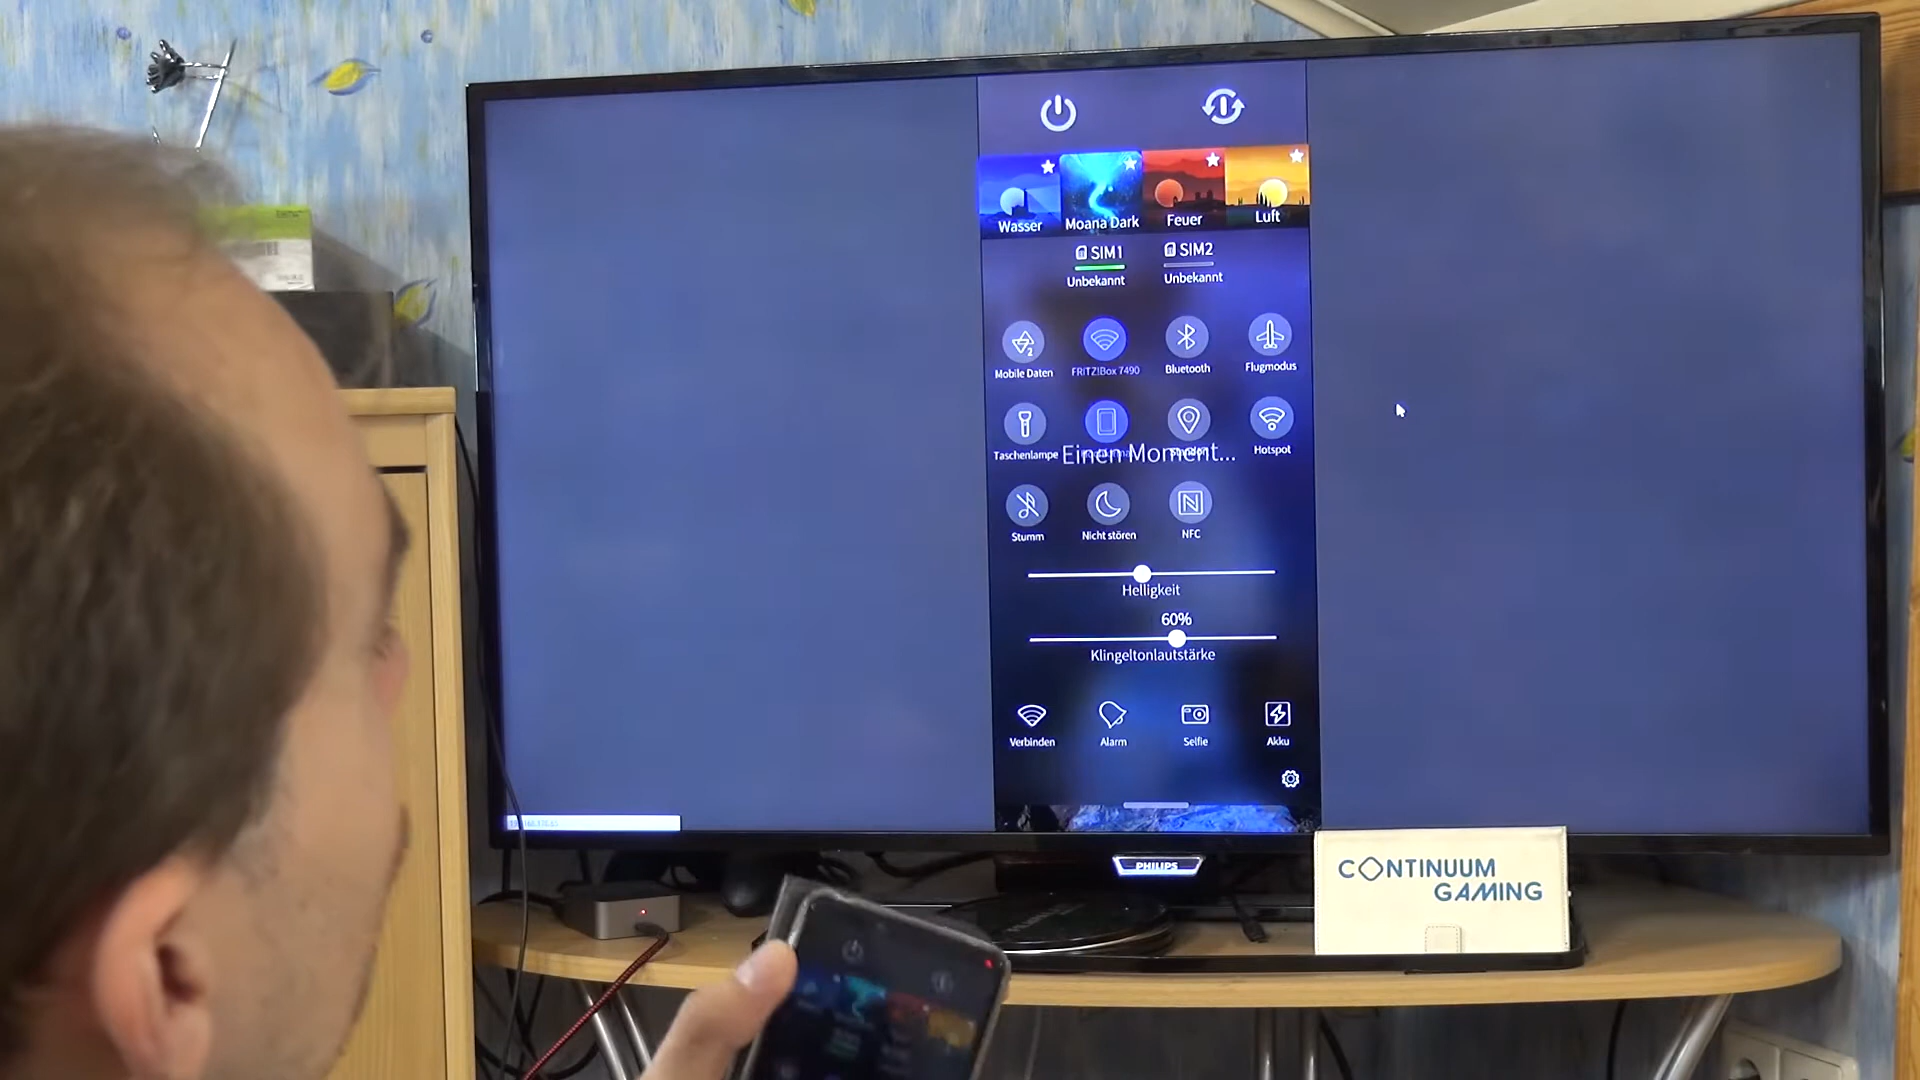 Wasser
Moana Dark
Feuer
Luft
SIM1
SIM2
Unbekannt
Unbekannt
Mobile Daten
FRITZ!Box 7490
Bluetooth
Flugmodus
Taschenlampe
Hotspot
Einen Moment...
Stumm
Nicht stören
NFC
Helligkeit
60%
Klingeltonlautstärke
Verbinden
Alarm
Selfie
Akku
PHILIPS
CONTINUUM
GAMING